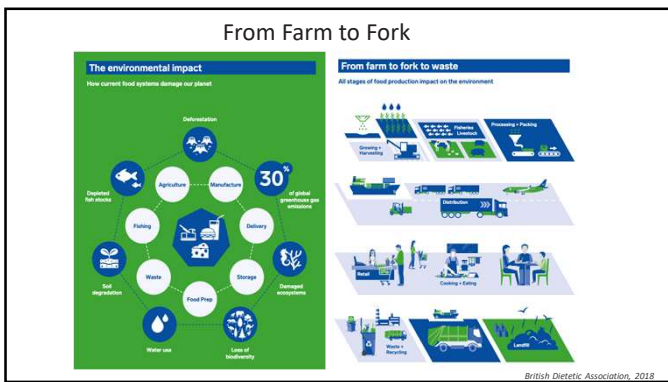 From Farm to Fork
The environmental impact
How current food systems damage our planet
Deforestation
30%
of global
greenhouse gas
emissions
Damaged
ecosystems
Loss of
biodiversity
Water use
Soil
degradation
Depleted
fish stocks
Agriculture
Manufacture
Delivery
Storage
Food Prep
Waste
Fishing
From farm to fork to waste
All stages of food production impact on the environment
Growing +
Harvesting
Fisheries
Livestock
Processing + Packing
Distribution
Retail
Cooking + Eating
Waste +
Recycling
Landfill
British Dietetic Association, 2018